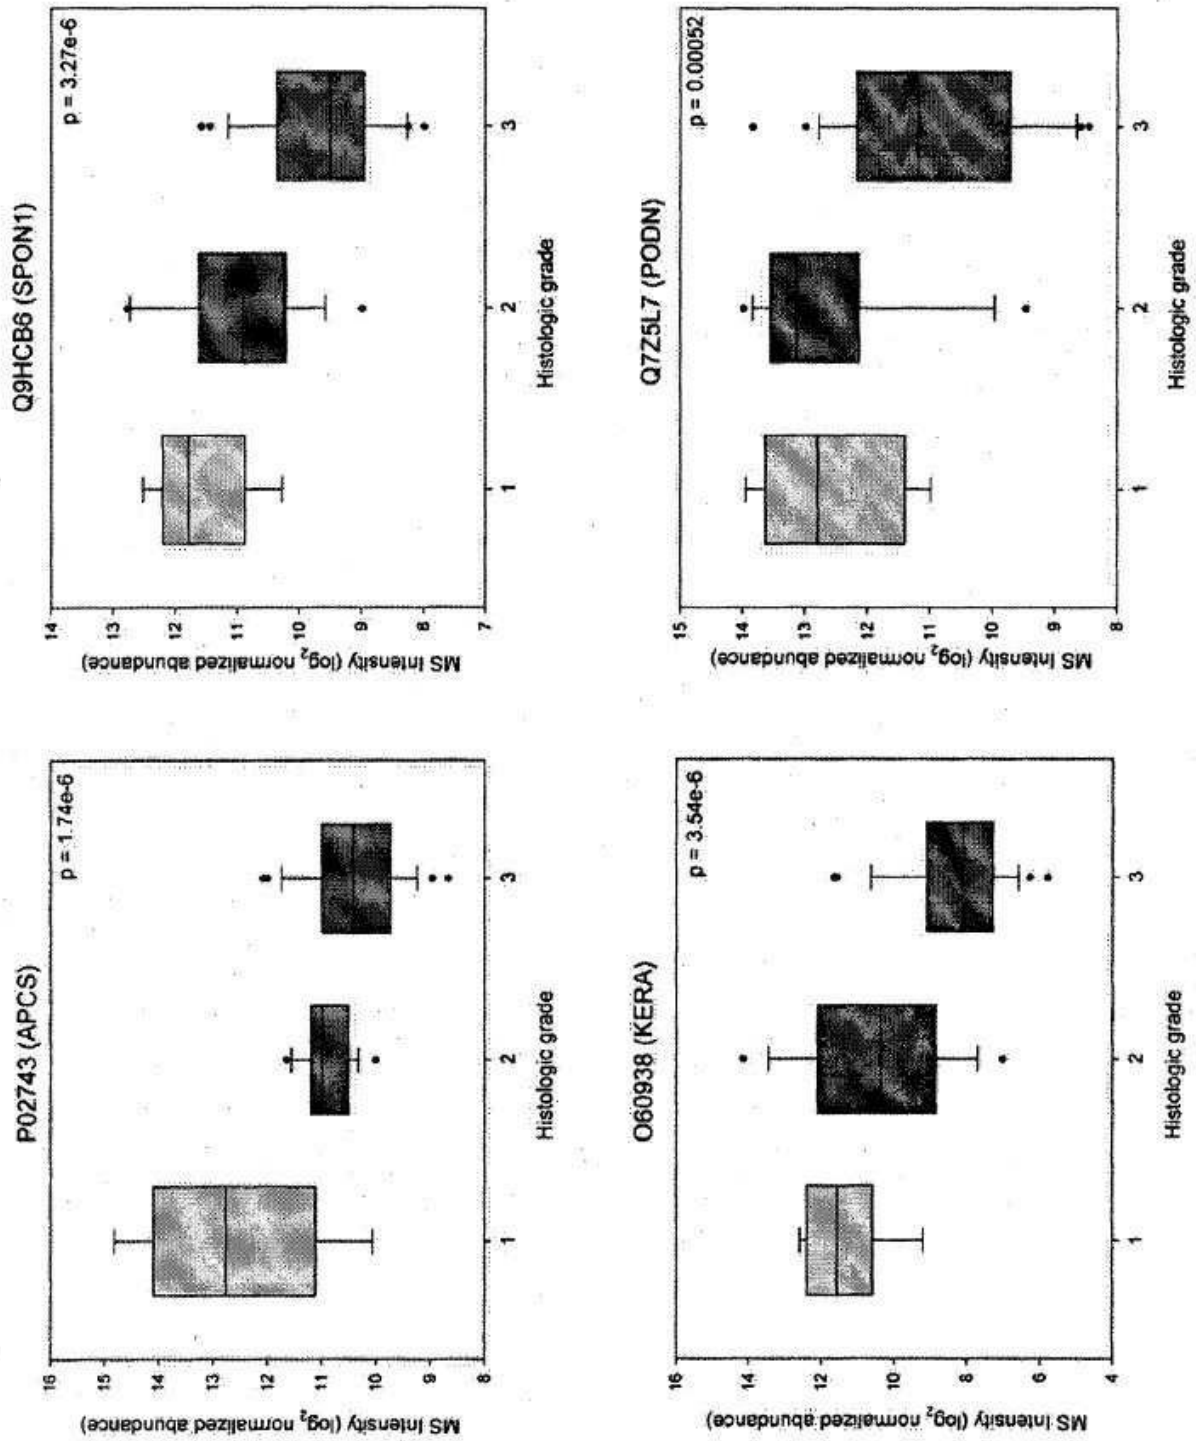 P02743 (APCS)
p = 1.74e-6
MS Intensity (log2 normalized abundance)
16
15
14
13
12
11
10
9
8
1
2
3
Histologic grade
Q9HCB6 (SPON1)
p = 3.27e-6
MS Intensity (log2 normalized abundance)
14
13
12
11
10
9
8
7
1
2
3
Histologic grade
O60938 (KERA)
p = 3.54e-6
MS Intensity (log2 normalized abundance)
16
14
12
10
8
6
4
1
2
3
Histologic grade
Q7Z5L7 (PODN)
p = 0.00052
MS Intensity (log2 normalized abundance)
15
14
13
12
11
10
9
8
1
2
3
Histologic grade